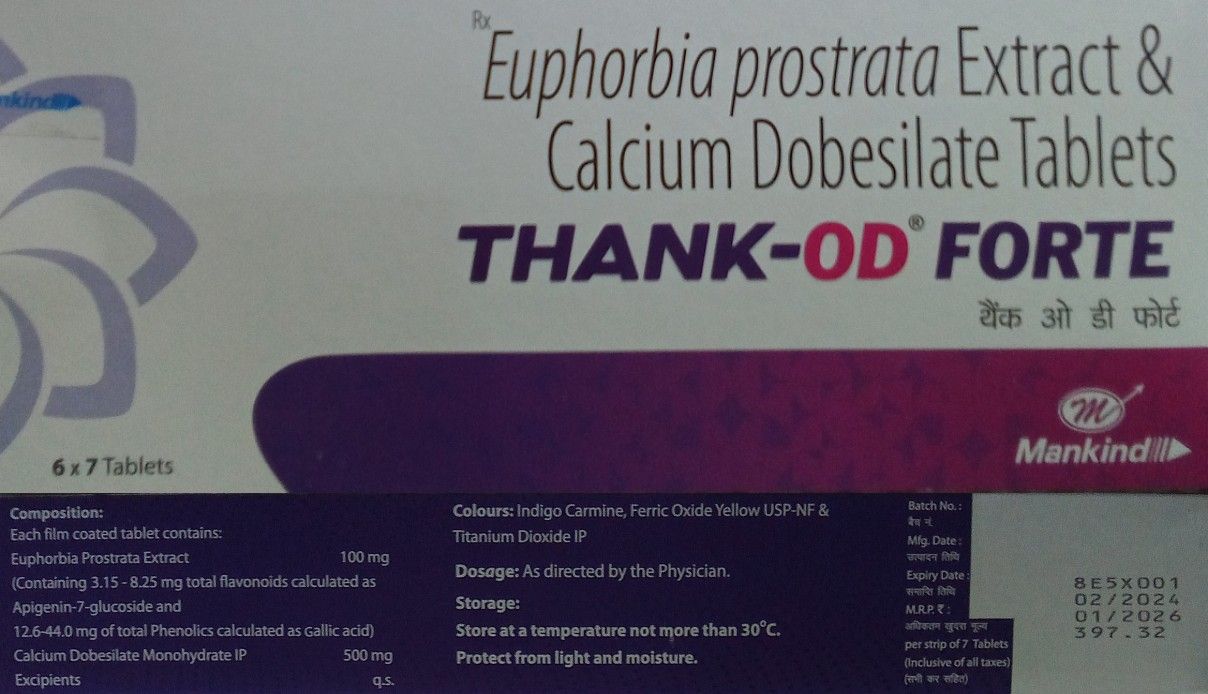 Rx
Euphorbia prostrata Extract &
Calcium Dobesilate Tablets
THANK-OD® FORTE
थैंक ओ डी फोर्ट
Mankind
6 x 7 Tablets
Composition:
Each film coated tablet contains:
Euphorbia Prostrata Extract 100 mg
(Containing 3.15 - 8.25 mg total flavonoids calculated as
Apigenin-7-glucoside and
12.6-44.0 mg of total Phenolics calculated as Gallic acid)
Calcium Dobesilate Monohydrate IP 500 mg
Excipients q.s.
Colours: Indigo Carmine, Ferric Oxide Yellow USP-NF &
Titanium Dioxide IP
Dosage: As directed by the Physician.
Storage:
Store at a temperature not more than 30°C.
Protect from light and moisture.
Batch No. :
बैच नं.
Mfg. Date :
उत्पादन तिथि
Expiry Date :
समाप्ति तिथि
M.R.P. ₹ :
अधिकतम खुदरा मूल्य
per strip of 7 Tablets
(Inclusive of all taxes)
(सभी कर सहित)
8E5X001
02/2024
01/2026
397.32